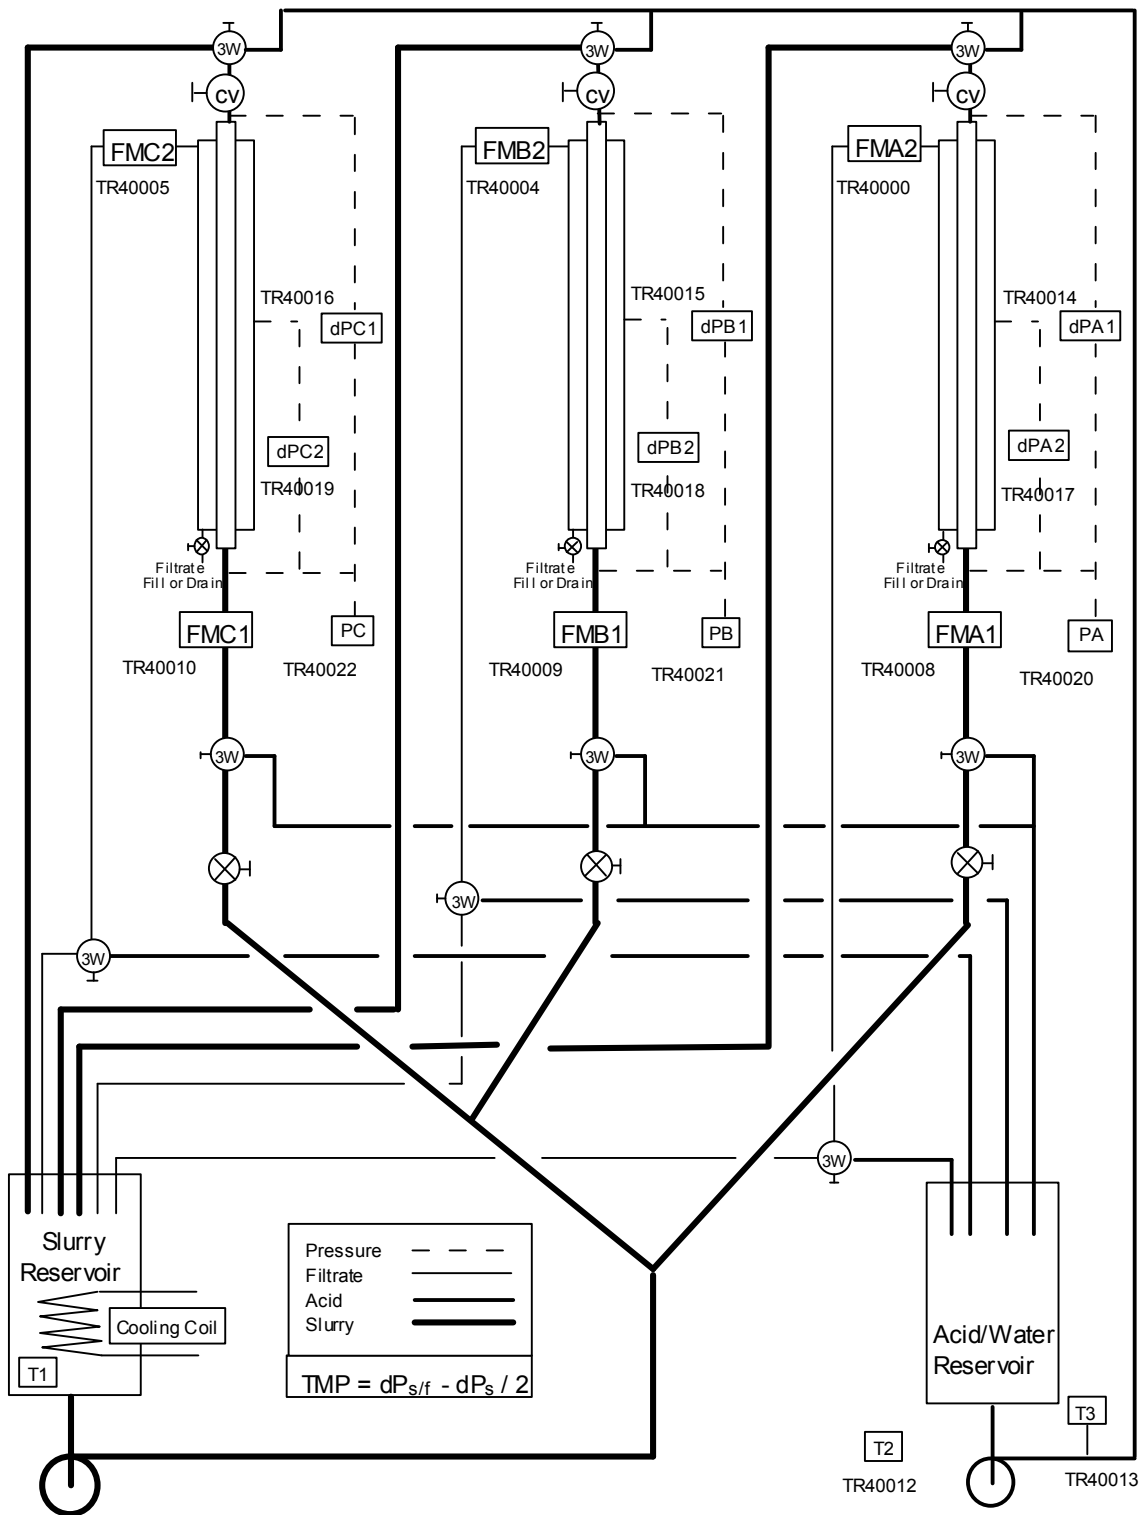 3W
3W
3W
CV
CV
CV
FMC2
FMB2
FMA2
TR40005
TR40004
TR40000
TR40016
TR40015
TR40014
dPC1
dPB1
dPA1
dPC2
dPB2
dPA2
TR40019
TR40018
TR40017
Filtrate
Fill or Drain
Filtrate
Fill or Drain
Filtrate
Fill or Drain
FMC1
PC
FMB1
PB
FMA1
PA
TR40010
TR40022
TR40009
TR40021
TR40008
TR40020
3W
3W
3W
3W
3W
3W
Slurry
Reservoir
Cooling Coil
T1
Pressure
Filtrate
Acid
Slurry
TMP = dPs/f - dPs / 2
Acid/Water
Reservoir
T3
T2
TR40012
TR40013